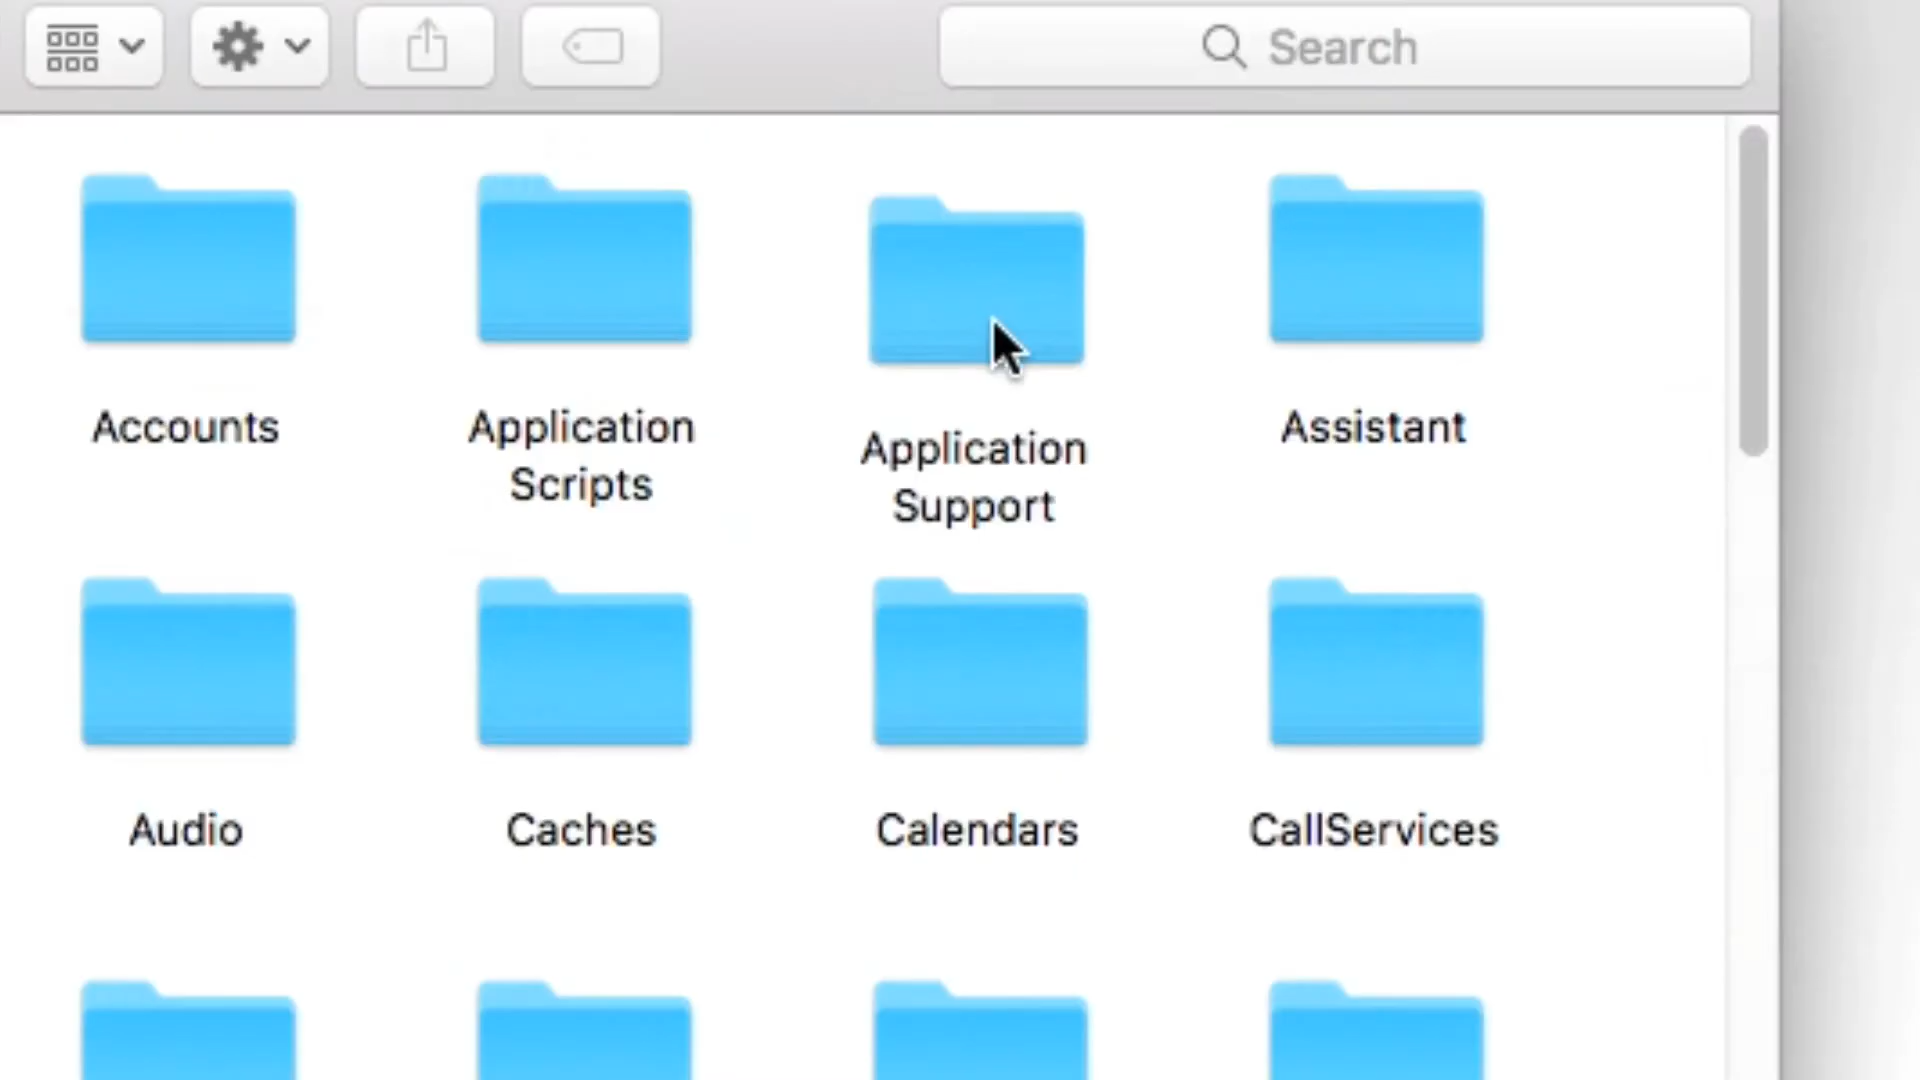 Search
Accounts
Application
Scripts
Application
Support
Assistant
Audio
Caches
Calendars
CallServices